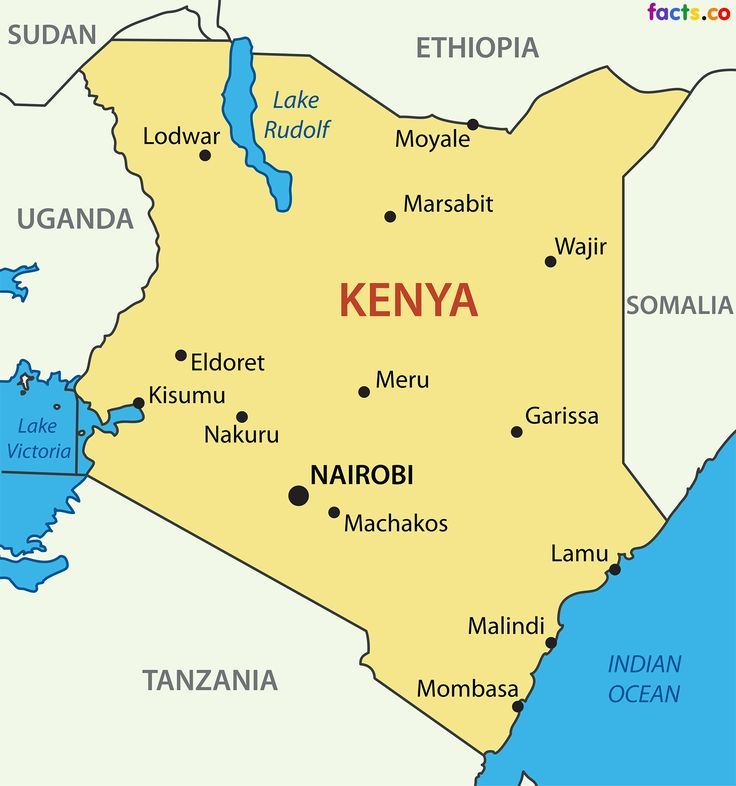 facts.co
SUDAN
ETHIOPIA
Lake
Rudolf
Lodwar
Moyale
Marsabit
UGANDA
Wajir
KENYA
SOMALIA
Eldoret
Meru
Kisumu
Garissa
Lake
Victoria
Nakuru
NAIROBI
Machakos
Lamu
Malindi
INDIAN
OCEAN
TANZANIA
Mombasa